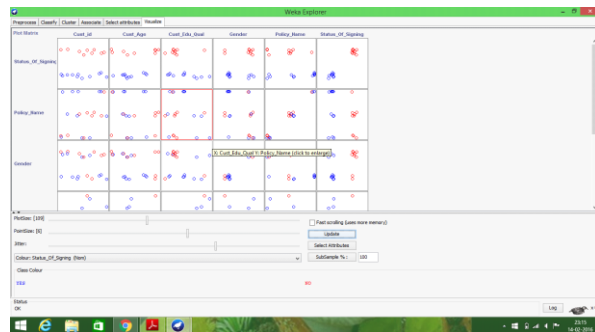 Weka Explorer
Preprocess Classify Cluster Associate Select attributes Visualize
Plot Matrix Cust_id Cust_Age Cust_Edu_Qual Gender Policy_Name Status_Of_Signing
Status_Of_Signing
Policy_Name
X: Cust_Edu_Qual Y: Policy_Name (click to enlarge)
Gender
PlotSize: [109]
Fast scrolling (uses more memory)
PointSize: [6]
Update
Jitter:
Select Attributes
Colour: Status_Of_Signing (Nom)
SubSample % :
100
Class Colour
YES
NO
Status
OK
Log
x 0
23:15
14-02-2016